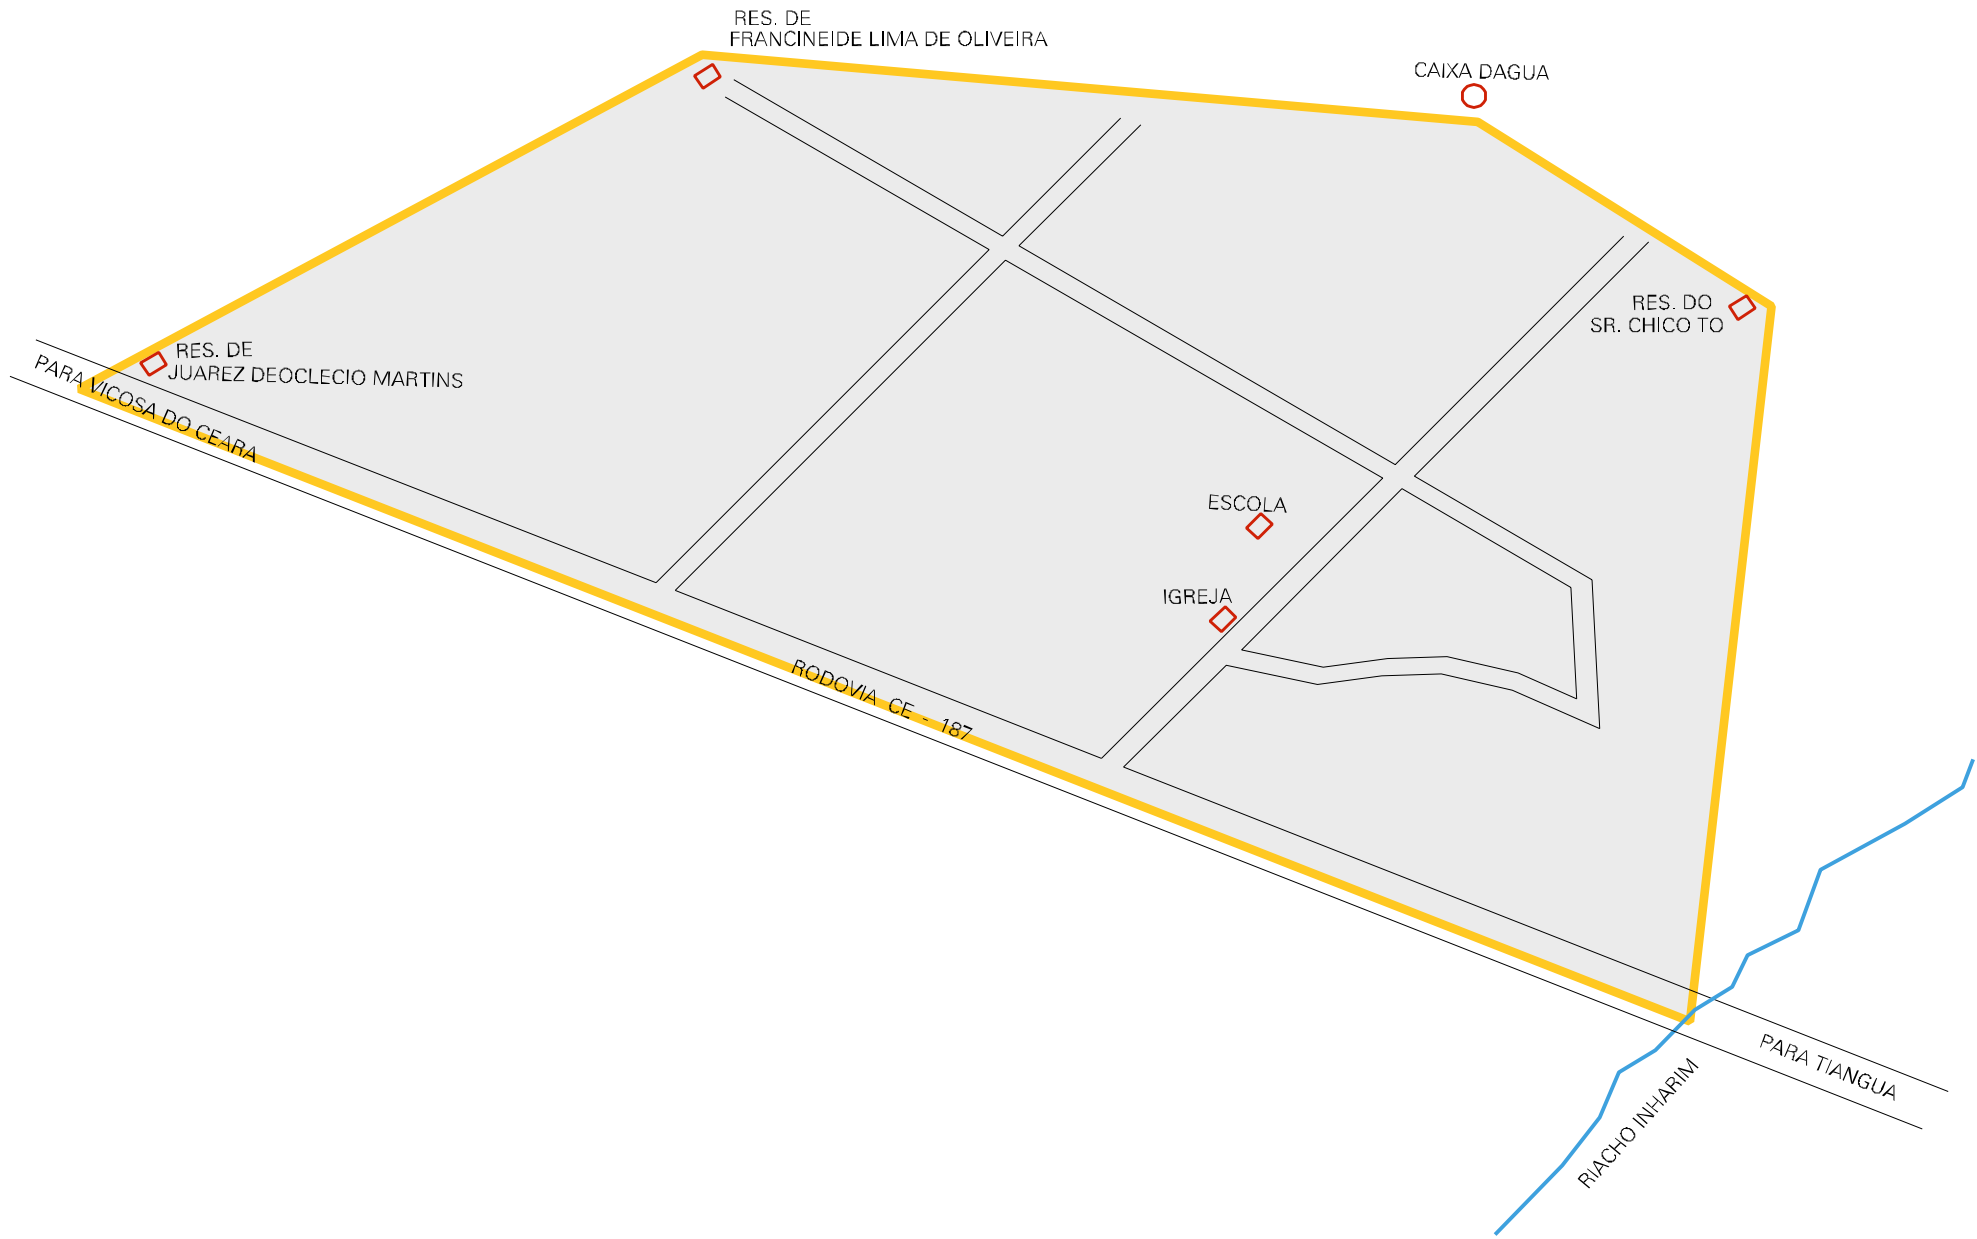 RES. DE
FRANCINEIDE LIMA DE OLIVEIRA
CAIXA DAGUA
RES. DO
SR. CHICO TO
RES. DE
JUAREZ DEOCLECIO MARTINS
PARA VICOSA DO CEARA
ESCOLA
IGREJA
RODOVIA CE - 187
PARA TIANGUA
RIACHO INHARIM